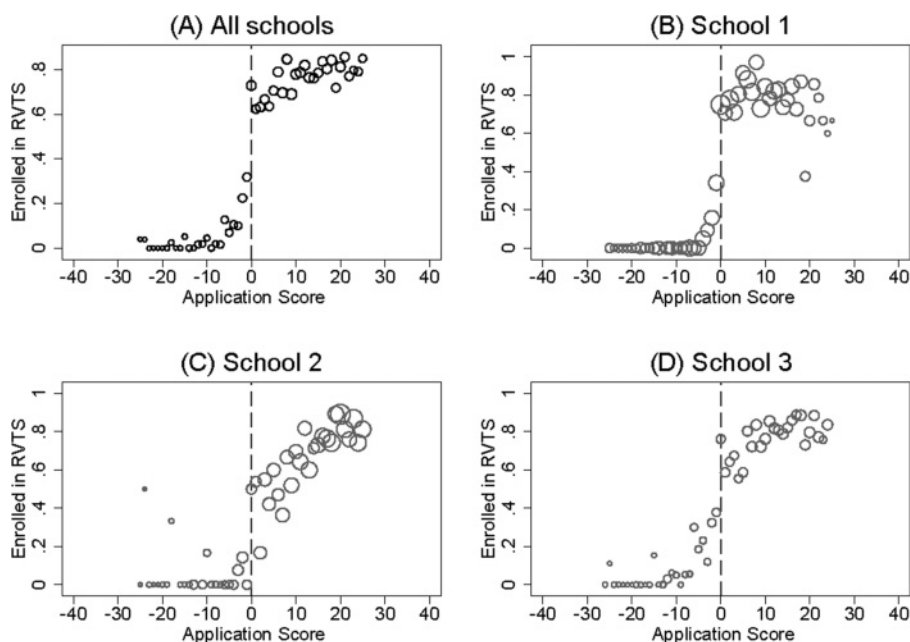 (A) All schools
Enrolled in RVTS
.8
.6
.4
.2
0
-40 -30 -20 -10 0 10 20 30 40
Application Score
(B) School 1
Enrolled in RVTS
1
.8
.6
.4
.2
0
-40 -30 -20 -10 0 10 20 30 40
Application Score
(C) School 2
Enrolled in RVTS
1
.8
.6
.4
.2
0
-40 -30 -20 -10 0 10 20 30 40
Application Score
(D) School 3
Enrolled in RVTS
1
.8
.6
.4
.2
0
-40 -30 -20 -10 0 10 20 30 40
Application Score